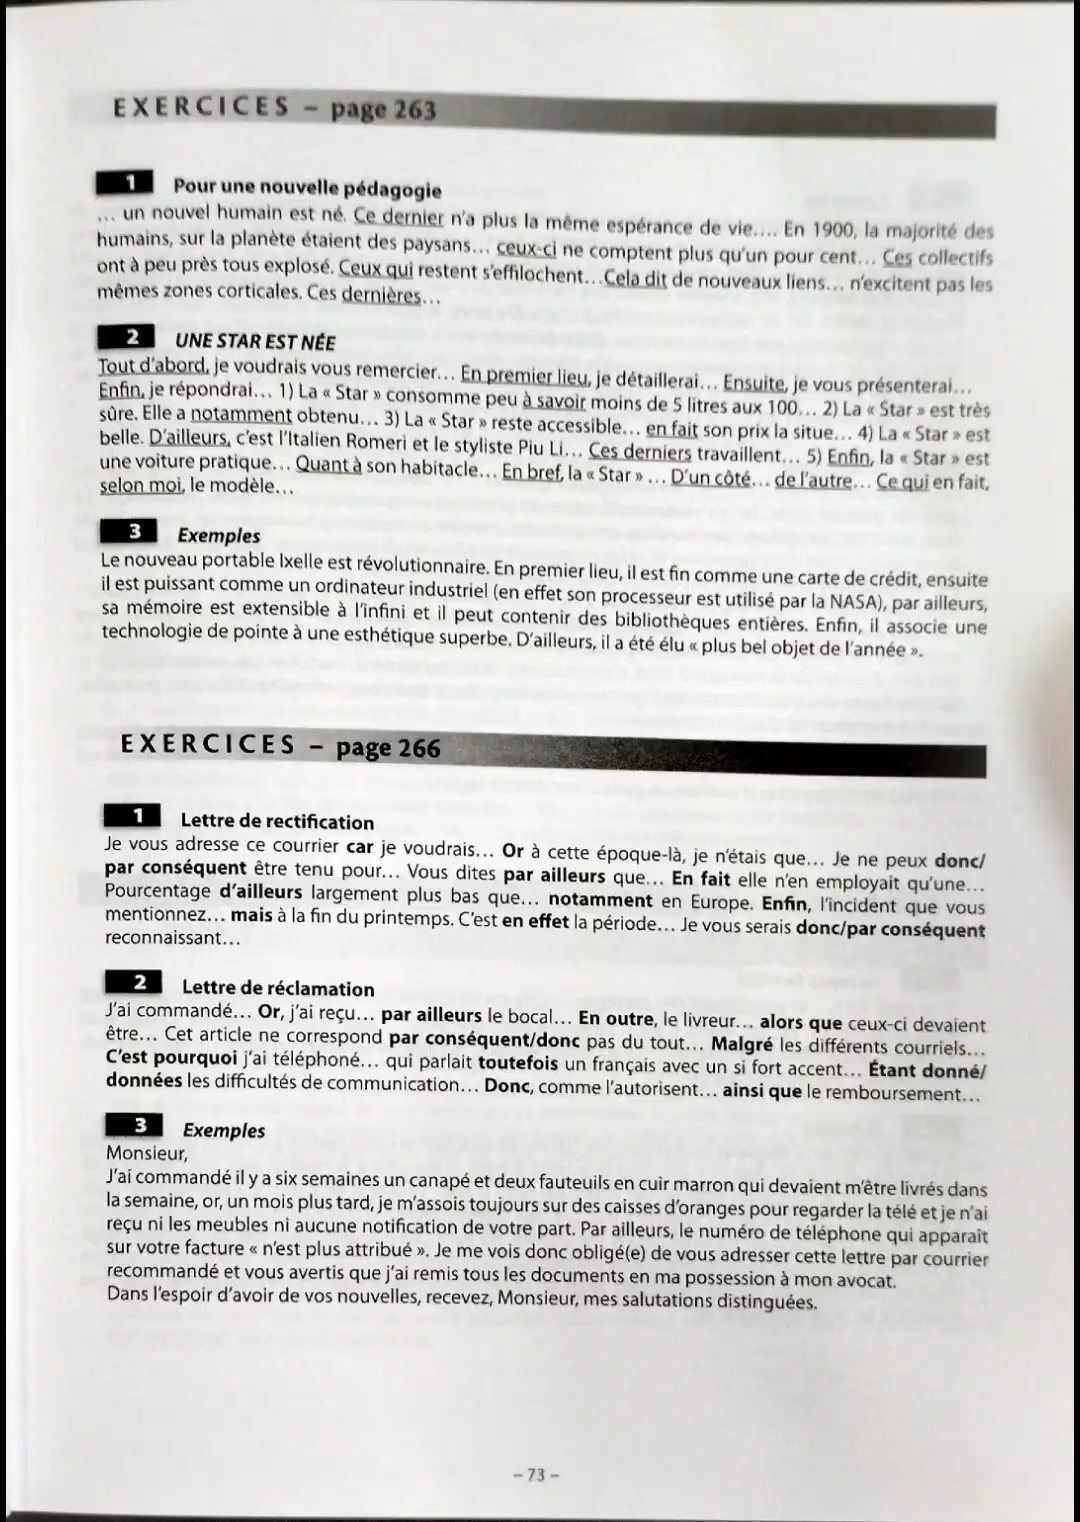 EXERCICES – page 263
1 Pour une nouvelle pédagogie
... un nouvel humain est né. Ce dernier n'a plus la même espérance de vie.... En 1900, la majorité des
humains, sur la planète étaient des paysans... ceux-ci ne comptent plus qu'un pour cent... Ces collectifs
ont à peu près tous explosé. Ceux qui restent s'effilochent...Cela dit de nouveaux liens... n'excitent pas les
mêmes zones corticales. Ces dernières...
2 UNE STAR EST NÉE
Tout d'abord, je voudrais vous remercier... En premier lieu, je détaillerai... Ensuite, je vous présenterai...
Enfin, je répondrai... 1) La « Star » consomme peu à savoir moins de 5 litres aux 100... 2) La « Star » est très
sûre. Elle a notamment obtenu... 3) La « Star » reste accessible... en fait son prix la situe... 4) La « Star » est
belle. D'ailleurs, c'est l'Italien Romeri et le styliste Piu Li... Ces derniers travaillent... 5) Enfin, la « Star » est
une voiture pratique... Quant à son habitacle... En bref, la « Star » ... D'un côté... de l'autre... Ce qui en fait,
selon moi, le modèle...
3 Exemples
Le nouveau portable Ixelle est révolutionnaire. En premier lieu, il est fin comme une carte de crédit, ensuite
il est puissant comme un ordinateur industriel (en effet son processeur est utilisé par la NASA), par ailleurs,
sa mémoire est extensible à l'infini et il peut contenir des bibliothèques entières. Enfin, il associe une
technologie de pointe à une esthétique superbe. D'ailleurs, il a été élu « plus bel objet de l'année ».
EXERCICES – page 266
1 Lettre de rectification
Je vous adresse ce courrier car je voudrais... Or à cette époque-là, je n'étais que... Je ne peux donc/
par conséquent être tenu pour... Vous dites par ailleurs que... En fait elle n'en employait qu'une...
Pourcentage d'ailleurs largement plus bas que... notamment en Europe. Enfin, l'incident que vous
mentionnez... mais à la fin du printemps. C'est en effet la période... Je vous serais donc/par conséquent
reconnaissant...
2 Lettre de réclamation
J'ai commandé... Or, j'ai reçu... par ailleurs le bocal... En outre, le livreur... alors que ceux-ci devaient
être... Cet article ne correspond par conséquent/donc pas du tout... Malgré les différents courriels...
C'est pourquoi j'ai téléphoné... qui parlait toutefois un français avec un si fort accent... Étant donné/
données les difficultés de communication... Donc, comme l'autorisent... ainsi que le remboursement...
3 Exemples
Monsieur,
J'ai commandé il y a six semaines un canapé et deux fauteuils en cuir marron qui devaient m'être livrés dans
la semaine, or, un mois plus tard, je m'assois toujours sur des caisses d'oranges pour regarder la télé et je n'ai
reçu ni les meubles ni aucune notification de votre part. Par ailleurs, le numéro de téléphone qui apparaît
sur votre facture « n'est plus attribué ». Je me vois donc obligé(e) de vous adresser cette lettre par courrier
recommandé et vous avertis que j'ai remis tous les documents en ma possession à mon avocat.
Dans l'espoir d'avoir de vos nouvelles, recevez, Monsieur, mes salutations distinguées.
– 73 –